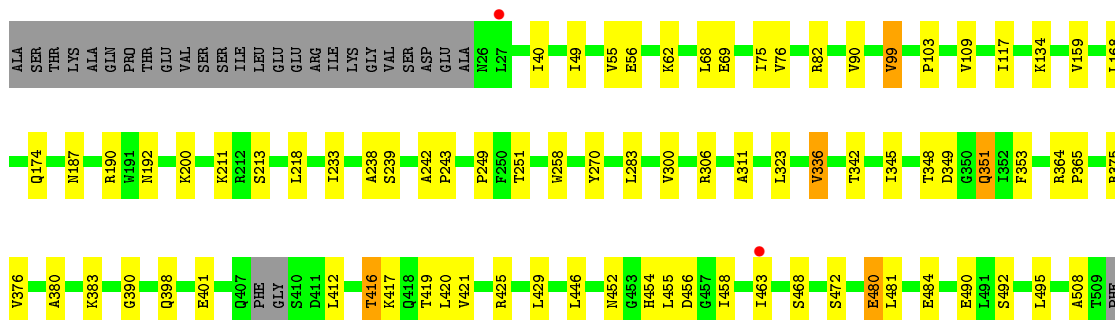 ALA SER THR LYS ALA GLN PRO THR GLU VAL SER SER ILE LEU GLU GLU ARG ILE LYS GLY VAL SER ASP GLU ALA N26 L27 I40 I49 V55 E56 K62 L68 E69 I75 V76 R82 V90 V99 P103 V109 I117 K134 V159 L168
Q174 N187 R190 W191 N192 K200 K211 R212 S213 L218 I233 A238 S239 A242 P243 P249 F250 T251 W258 Y270 L283 V300 R306 A311 L323 V336 T342 I345 T348 D349 G350 Q351 I352 F353 R364 P365 R375
V376 A380 K383 G390 Q398 E401 Q407 PHE GLY S410 D411 L412 T416 K417 Q418 T419 L420 V421 R425 L429 L446 N452 G453 H454 L455 D456 G457 I458 I463 S468 S472 E480 L481 E484 E490 L491 S492 L495 A508 T509 PHE